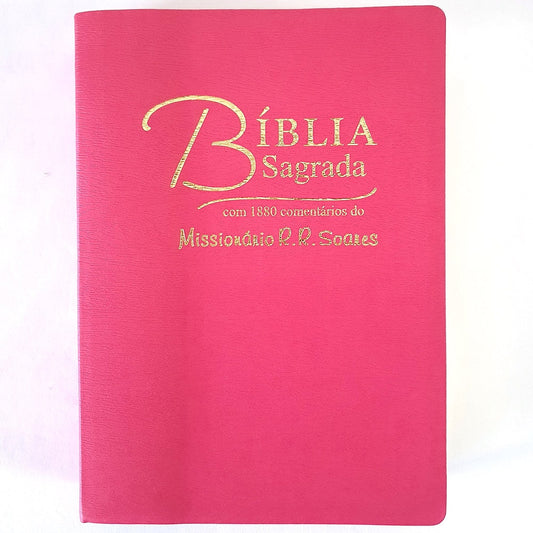 BÍBLIA
Sagrada
com 1880 comentários do
Missionário R.R. Soares